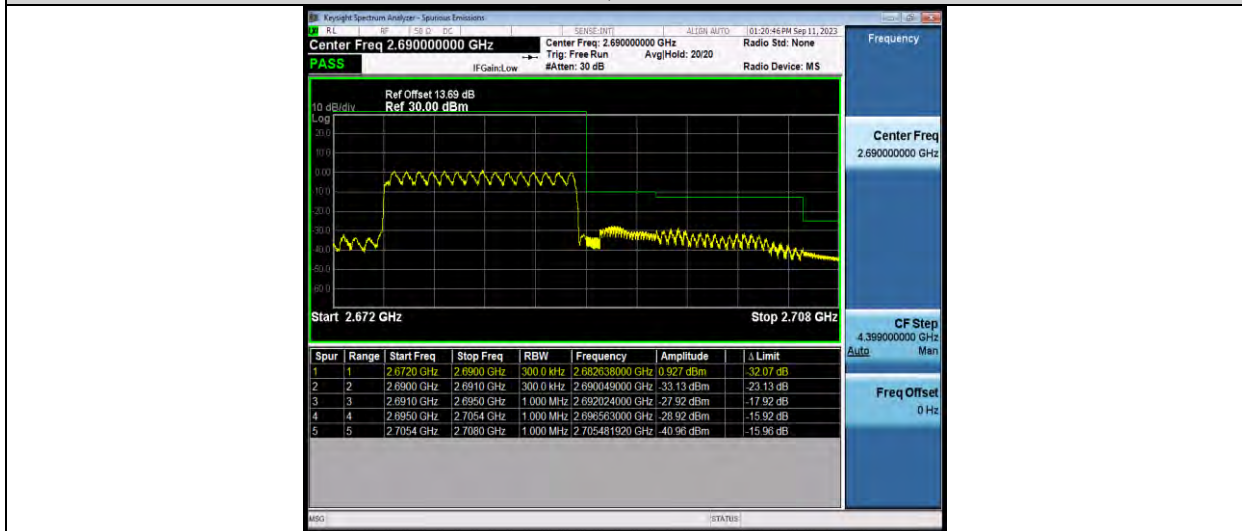 Keysight Spectrum Analyzer - Spurious Emissions
RL RF 50 Ω DC SENSE:INT ALIGN AUTO 01:20:46 PM Sep 11, 2023
Center Freq 2.690000000 GHz Center Freq: 2.690000000 GHz Radio Std: None
Trig: Free Run Avg|Hold: 20/20
PASS IFGain:Low #Atten: 30 dB Radio Device: MS
Frequency
Ref Offset 13.69 dB
10 dB/div Ref 30.00 dBm
Log
20.0
10.0
0.00
-10.0
-20.0
-30.0
-40.0
-50.0
-60.0
Start 2.672 GHz Stop 2.708 GHz
Center Freq
2.690000000 GHz
CF Step
4.399000000 GHz
Auto Man
Freq Offset
0 Hz
Spur Range Start Freq Stop Freq RBW Frequency Amplitude Δ Limit
1 1 2.6720 GHz 2.6900 GHz 300.0 kHz 2.682638000 GHz 0.927 dBm -32.07 dB
2 2 2.6900 GHz 2.6910 GHz 300.0 kHz 2.690049000 GHz -33.13 dBm -23.13 dB
3 3 2.6910 GHz 2.6950 GHz 1.000 MHz 2.692024000 GHz -27.92 dBm -17.92 dB
4 4 2.6950 GHz 2.7054 GHz 1.000 MHz 2.696563000 GHz -28.92 dBm -15.92 dB
5 5 2.7054 GHz 2.7080 GHz 1.000 MHz 2.705481920 GHz -40.96 dBm -15.96 dB
MSG STATUS